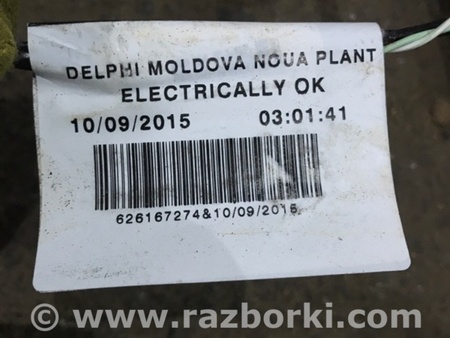 DELPHI MOLDOVA NOUA PLANT
ELECTRICALLY OK
10/09/2015 03:01:41
626167274&10/09/2015
© www.razborki.com